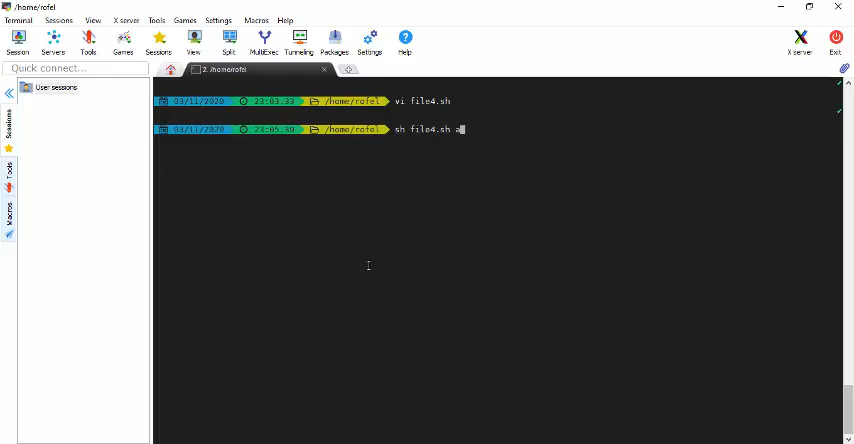 /home/rofel
Terminal Sessions View X server Tools Games Settings Macros Help
Session Servers Tools Games Sessions View Split MultiExec Tunneling Packages Settings Help X server Exit
Quick connect...
2. /home/rofel
User sessions
Sessions
Tools
Macros
03/11/2020 23:03.33 /home/rofel vi file4.sh
03/11/2020 23:05.39 /home/rofel sh file4.sh a